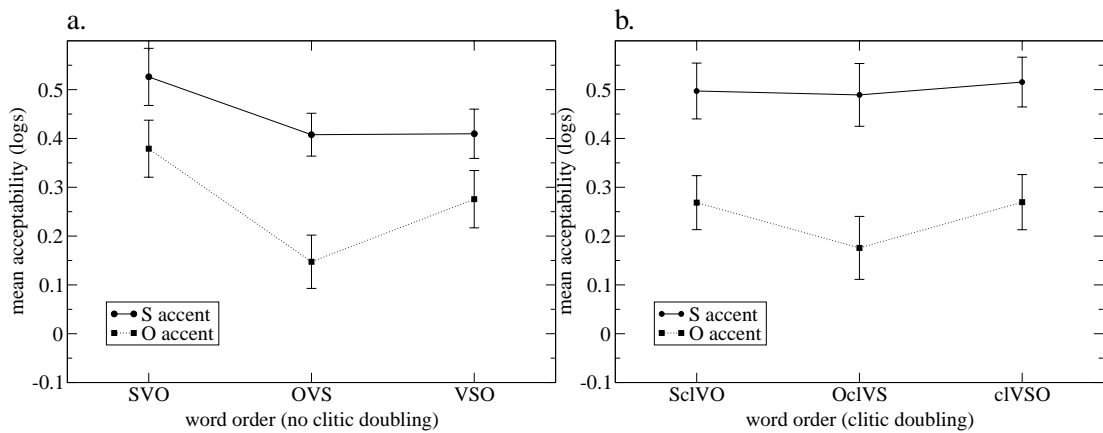 a.
mean acceptability (logs)
0.5
0.4
0.3
0.2
0.1
0
-0.1
S accent
O accent
SVO OVS VSO
word order (no clitic doubling)
b.
mean acceptability (logs)
0.5
0.4
0.3
0.2
0.1
0
-0.1
S accent
O accent
SclVO OclVS clVSO
word order (clitic doubling)